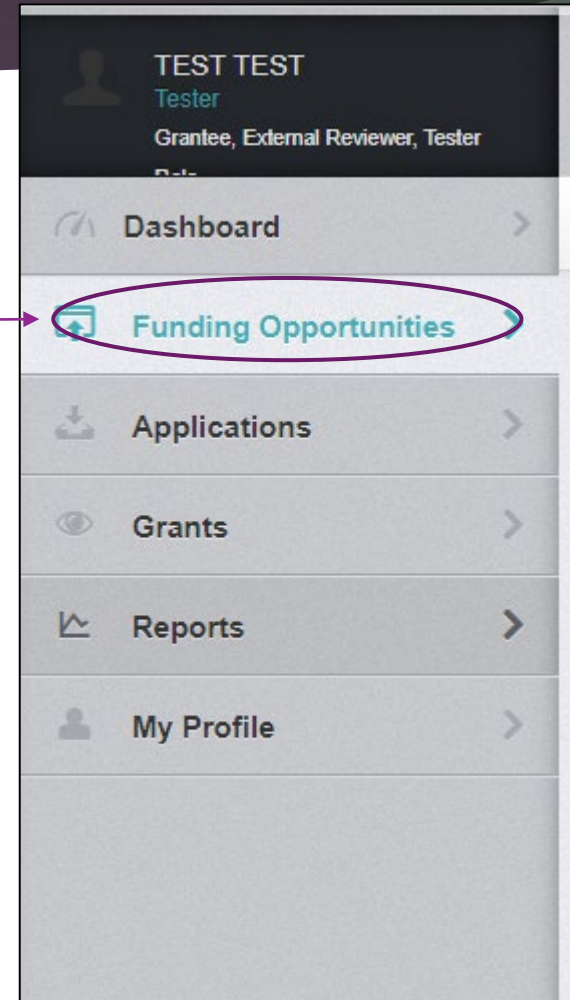 TEST TEST
Tester
Grantee, External Reviewer, Tester
Dashboard
Funding Opportunities
Applications
Grants
Reports
My Profile